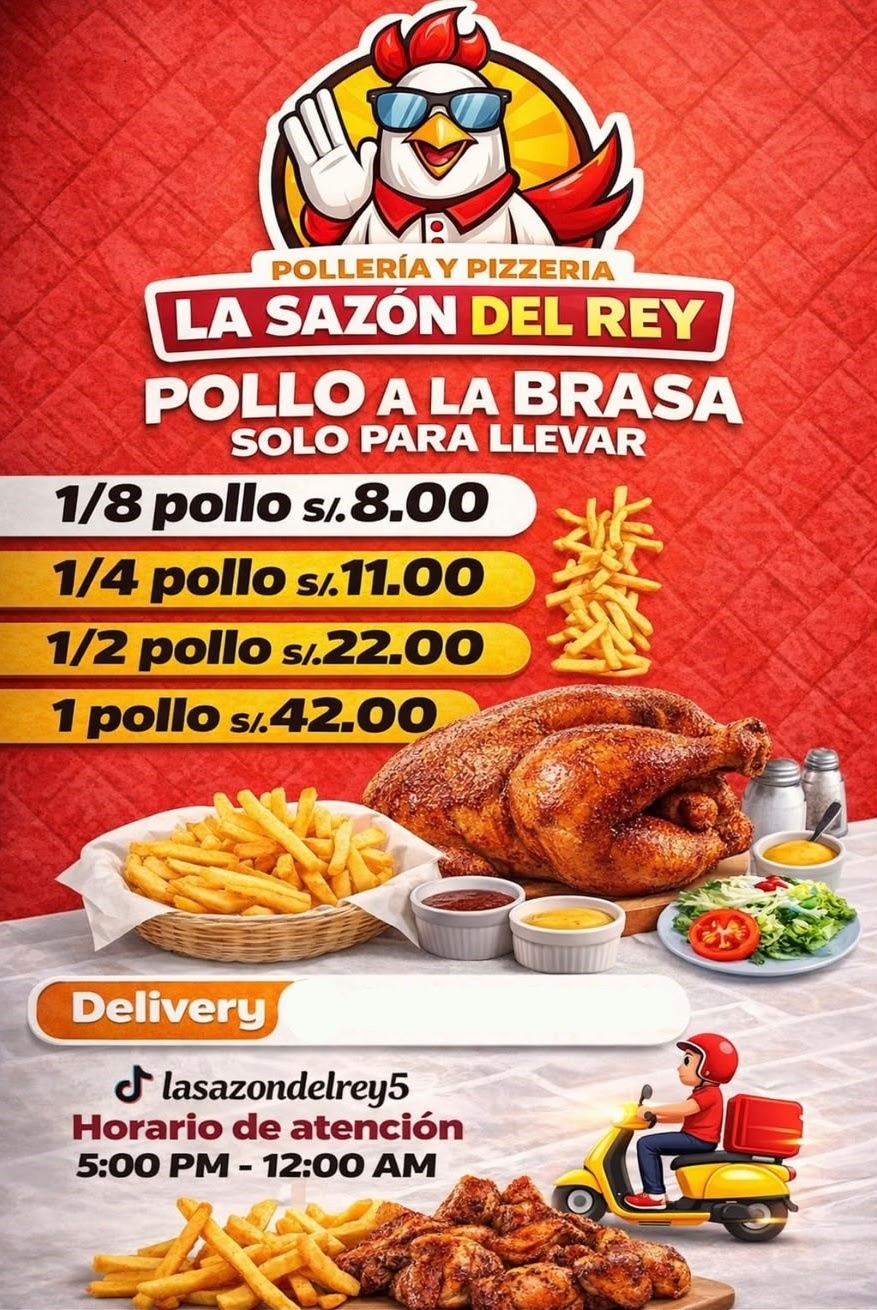 POLLERÍA Y PIZZERIA
LA SAZÓN DEL REY
POLLO A LA BRASA
SOLO PARA LLEVAR
1/8 pollo s/.8.00
1/4 pollo s/.11.00
1/2 pollo s/.22.00
1 pollo s/.42.00
Delivery
lasazondelrey5
Horario de atención
5:00 PM - 12:00 AM